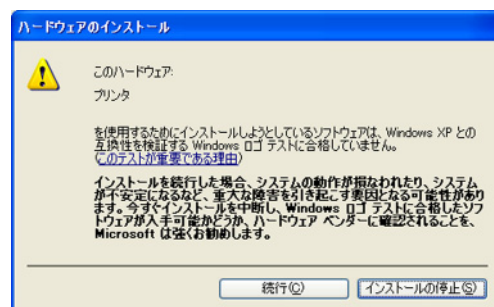 ハードウェアのインストール
このハードウェア:
プリンタ
を使用するためにインストールしようとしているソフトウェアは、Windows XP との
互換性を検証する Windows ロゴ テストに合格していません。
(このテストが重要である理由)
インストールを続行した場合、システムの動作が損なわれたり、システム
が不安定になるなど、重大な障害を引き起こす要因となる可能性があり
ます。今すぐインストールを中断し、Windows ロゴ テストに合格したソフ
トウェアが入手可能かどうか、ハードウェア ベンダーに確認されることを、
Microsoft は強くお勧めします。
続行(C)
インストールの停止(S)